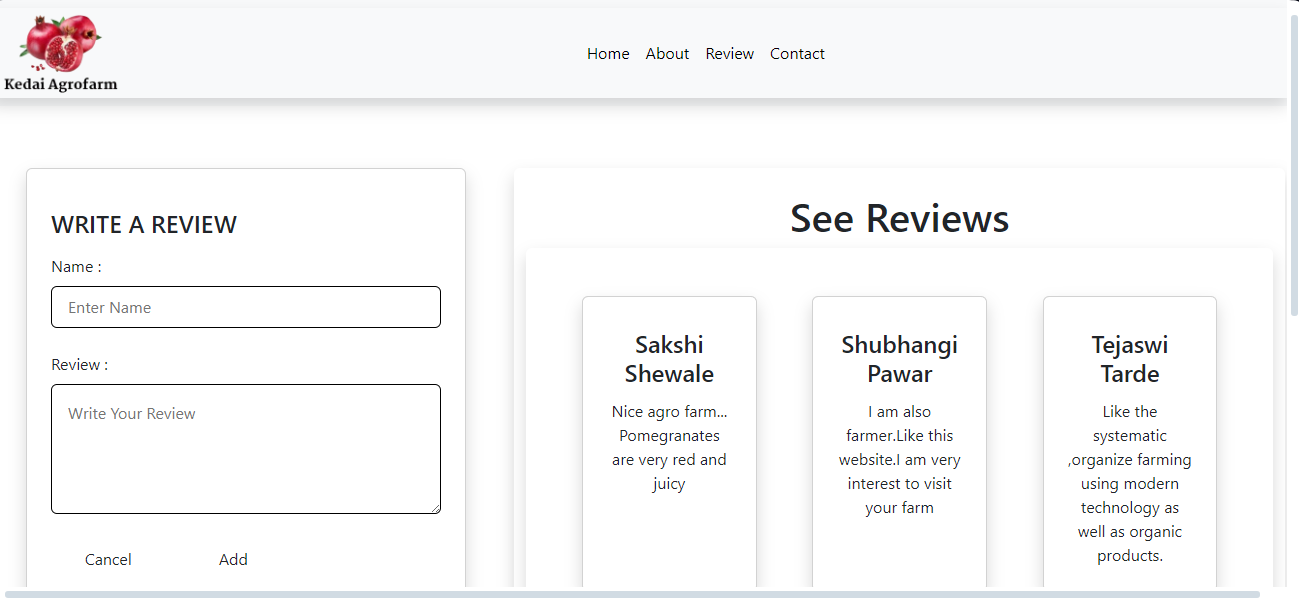 Kedai Agrofarm
Home About Review Contact
WRITE A REVIEW
Name :
Enter Name
Review :
Write Your Review
Cancel Add
See Reviews
Sakshi
Shewale
Nice agro farm...
Pomegranates
are very red and
juicy
Shubhangi
Pawar
I am also
farmer.Like this
website.I am very
interest to visit
your farm
Tejaswi
Tarde
Like the
systematic
,organize farming
using modern
technology as
well as organic
products.